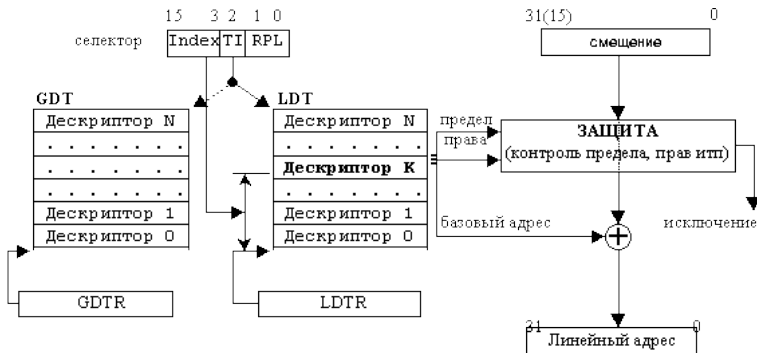 15 3 2 1 0
селектор Index TI RPL
31(15) 0
смещение
GDT
Дескриптор N
. . . . . . .
. . . . . . .
. . . . . . .
Дескриптор 1
Дескриптор 0
GDTR
LDT
Дескриптор N
. . . . . . .
Дескриптор K
. . . . . . .
Дескриптор 1
Дескриптор 0
LDTR
предел
права
базовый адрес
ЗАЩИТА
(контроль предела, прав итп)
исключение
31 0
Линейный адрес